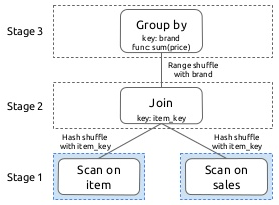 Stage 3
Group by
key: brand
func: sum(price)
Range shuffle
with brand
Stage 2
Join
key: item_key
Hash shuffle
with item_key
Hash shuffle
with item_key
Stage 1
Scan on
item
Scan on
sales